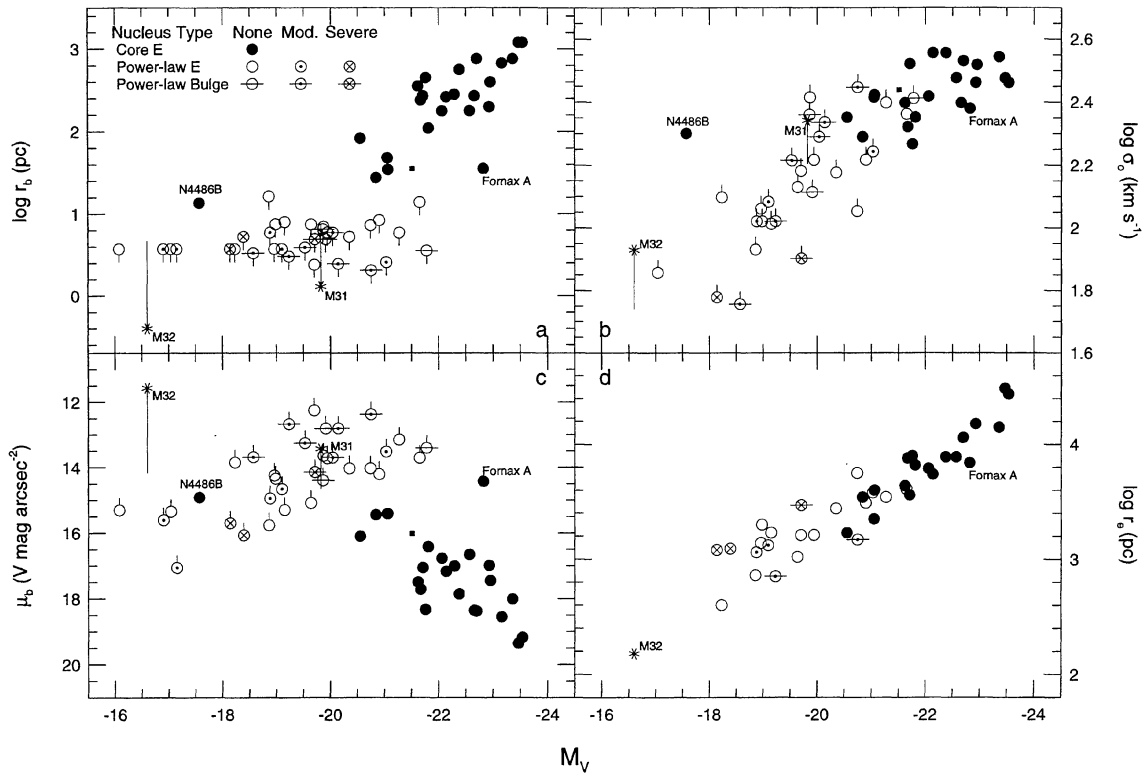 Nucleus Type None Mod. Severe
Core E
Power-law E
Power-law Bulge
3
2
1
0
log r_b (pc)
N4486B
M32
M31
Fornax A
a
2.6
2.4
2.2
2
1.8
1.6
log σ_o (km s⁻¹)
N4486B
M31
M32
Fornax A
b
12
14
16
18
20
μ_b (V mag arcsec⁻²)
M32
M31
N4486B
Fornax A
c
-16
-18
-20
-22
-24
4
3
2
log r_e (pc)
M32
Fornax A
d
-16
-18
-20
-22
-24
M_V